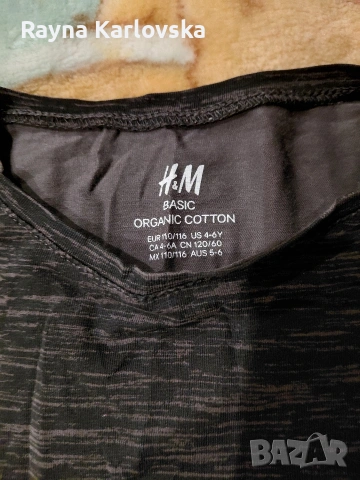 Rayna Karlovska
H&M
BASIC
ORGANIC COTTON
EUR 110/116 US 4-6Y
CA 4-6A CN 120/60
MX 110/116 AUS 5-6
BAZAR